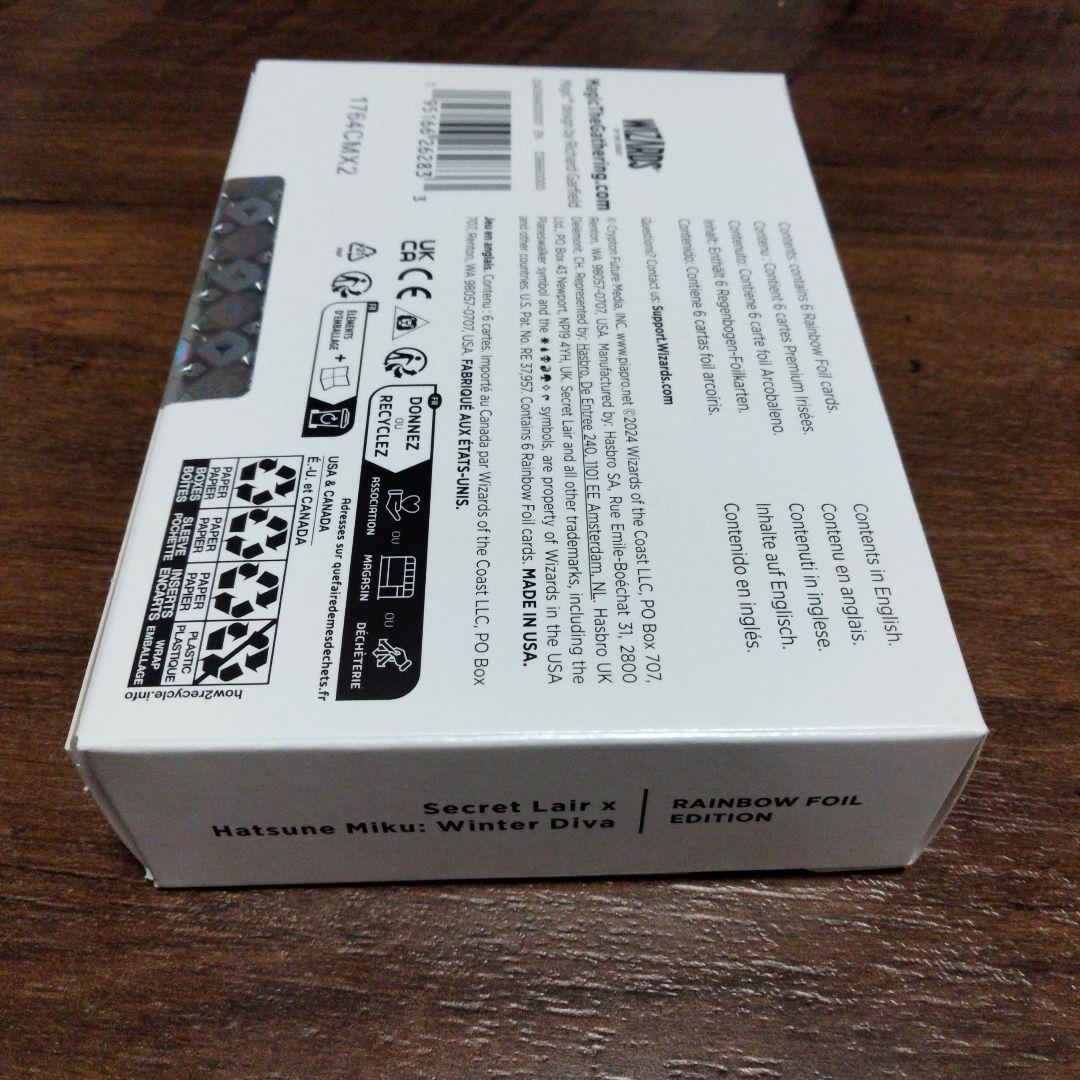 Contents in English.
Contenu en anglais.
Contenuti in inglese.
Inhalte auf Englisch.
Contenido en inglés.
Contents: contains 6 Rainbow Foil cards.
Contenu : Contient 6 cartes Premium Irisées.
Contenuto: Contiene 6 carte foil Arcobaleno.
Inhalt: Enthält 6 Regenbogen-Foilkarten.
Contenido: Contiene 6 cartas foil arcoíris.
Questions? Contact us: Support.Wizards.com
WIZARDS
MagicTheGathering.com
Magic® design by Richard Garfield
EN
1 95166 26283 3
1764CMX2
© Crypton Future Media, INC. www.piapro.net ©2024 Wizards of the Coast LLC, PO Box 707,
Renton, WA 98057-0707, USA. Manufactured by: Hasbro SA, Rue Emile-Boéchat 31, 2800
Delémont, CH. Represented by: Hasbro, De Entree 240, 1101 EE Amsterdam, NL. Hasbro UK
Ltd., PO Box 43 Newport, NP19 4YH, UK. Secret Lair and all other trademarks, including the
Planeswalker symbol and the symbols, are property of Wizards in the USA
and other countries. U.S. Pat. No. RE 37,957. Contains 6 Rainbow Foil cards. MADE IN USA.
Jeu en anglais. Contenu : 6 cartes. Importé au Canada par Wizards of the Coast LLC, PO Box
707, Renton, WA 98057-0707, USA. FABRIQUÉ AUX ÉTATS-UNIS.
UK
CA CE
FR
DONNEZ
OU
RECYCLEZ
ASSOCIATION
OU
MAGASIN
OU
DÉCHÈTERIE
PAP
FR
ÉLÉMENTS
D'EMBALLAGE +
Adresses sur quefairedemesdechets.fr
USA & CANADA
É.-U. et CANADA
PAPER
PAPIER
BOXES
BOÎTES
PAPER
PAPIER
SLEEVE
POCHETTE
PAPER
PAPIER
INSERTS
ENCARTS
PLASTIC
PLASTIQUE
WRAP
EMBALLAGE
how2recycle.info
Secret Lair x
Hatsune Miku: Winter Diva
RAINBOW FOIL
EDITION